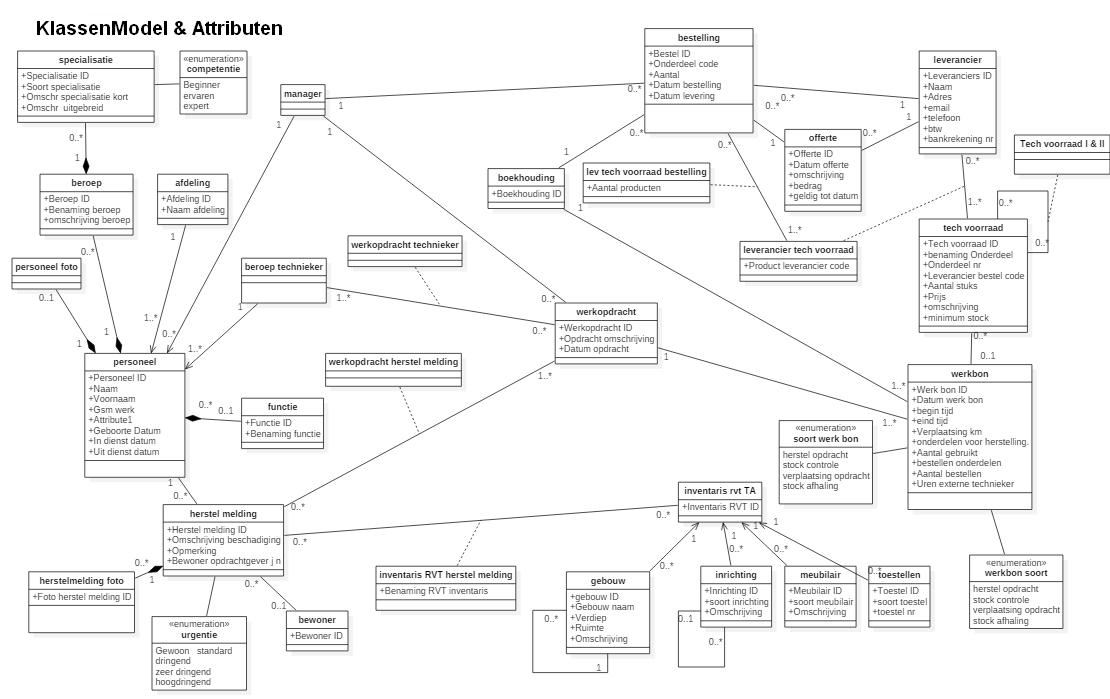 KlassenModel & Attributen
specialisatie
+Specialisatie ID
+Soort specialisatie
+Omschr specialisatie kort
+Omschr uitgebreid
«enumeration»
competentie
Beginner
ervaren
expert
manager
bestelling
+Bestel ID
+Onderdeel code
+Aantal
+Datum bestelling
+Datum levering
leverancier
+Leveranciers ID
+Naam
+Adres
+email
+telefoon
+btw
+bankrekening nr
offerte
+Offerte ID
+Datum offerte
+omschrijving
+bedrag
+geldig tot datum
Tech voorraad I & II
beroep
+Beroep ID
+Benaming beroep
+omschrijving beroep
afdeling
+Afdeling ID
+Naam afdeling
boekhouding
+Boekhouding ID
lev tech voorraad bestelling
+Aantal producten
leverancier tech voorraad
+Product leverancier code
tech voorraad
+Tech voorraad ID
+benaming Onderdeel
+Onderdeel nr
+Leverancier bestel code
+Aantal stuks
+Prijs
+omschrijving
+minimum stock
personeel foto
beroep technieker
werkopdracht technieker
werkopdracht
+Werkopdracht ID
+Opdracht omschrijving
+Datum opdracht
personeel
+Personeel ID
+Naam
+Voornaam
+Gsm werk
+Attribute1
+Geboorte Datum
+In dienst datum
+Uit dienst datum
functie
+Functie ID
+Benaming functie
werkopdracht herstel melding
werkbon
+Werk bon ID
+Datum werk bon
+begin tijd
+eind tijd
+Verplaatsing km
+onderdelen voor herstelling.
+Aantal gebruikt
+bestellen onderdelen
+Aantal bestellen
+Uren externe technieker
«enumeration»
soort werk bon
herstel opdracht
stock controle
verplaatsing opdracht
stock afhaling
herstel melding
+Herstel melding ID
+Omschrijving beschadiging
+Opmerking
+Bewoner opdrachtgever j n
inventaris rvt TA
+Inventaris RVT ID
herstelmelding foto
+Foto herstel melding ID
inventaris RVT herstel melding
+Benaming RVT inventaris
«enumeration»
urgentie
Gewoon standard
dringend
zeer dringend
hoogdringend
bewoner
+Bewoner ID
gebouw
+gebouw ID
+Gebouw naam
+Verdiep
+Ruimte
+Omschrijving
inrichting
+Inrichting ID
+soort inrichting
+Omschrijving
meubilair
+Meubilair ID
+soort meubilair
+Omschrijving
toestellen
+Toestel ID
+soort toestel
+toestel nr
«enumeration»
werkbon soort
herstel opdracht
stock controle
verplaatsing opdracht
stock afhaling